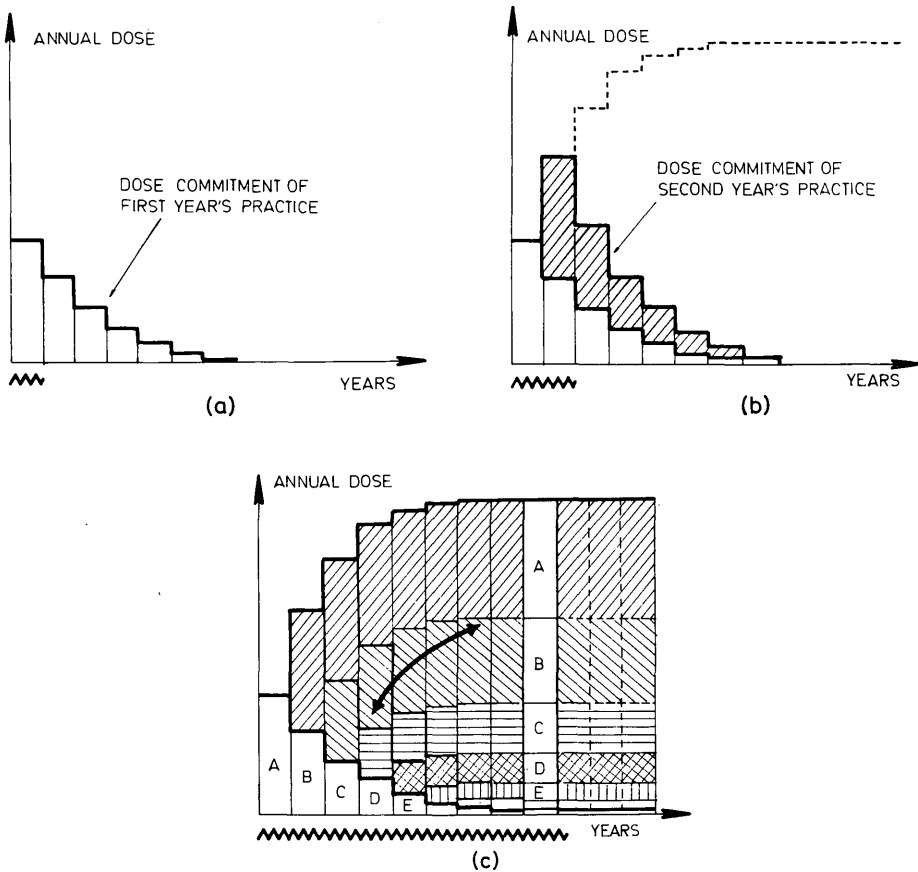 ANNUAL DOSE
DOSE COMMITMENT OF
FIRST YEAR'S PRACTICE
YEARS
(a)
ANNUAL DOSE
DOSE COMMITMENT OF
SECOND YEAR'S PRACTICE
YEARS
(b)
ANNUAL DOSE
A
B
C
D
E
A
B
C
D
E
YEARS
(c)